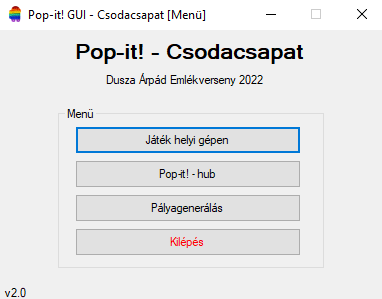 Pop-it! GUI - Csodacsapat [Menü]
Pop-it! - Csodacsapat
Dusza Árpád Emlékverseny 2022
Menü
Játék helyi gépen
Pop-it! - hub
Pályagenerálás
Kilépés
v2.0